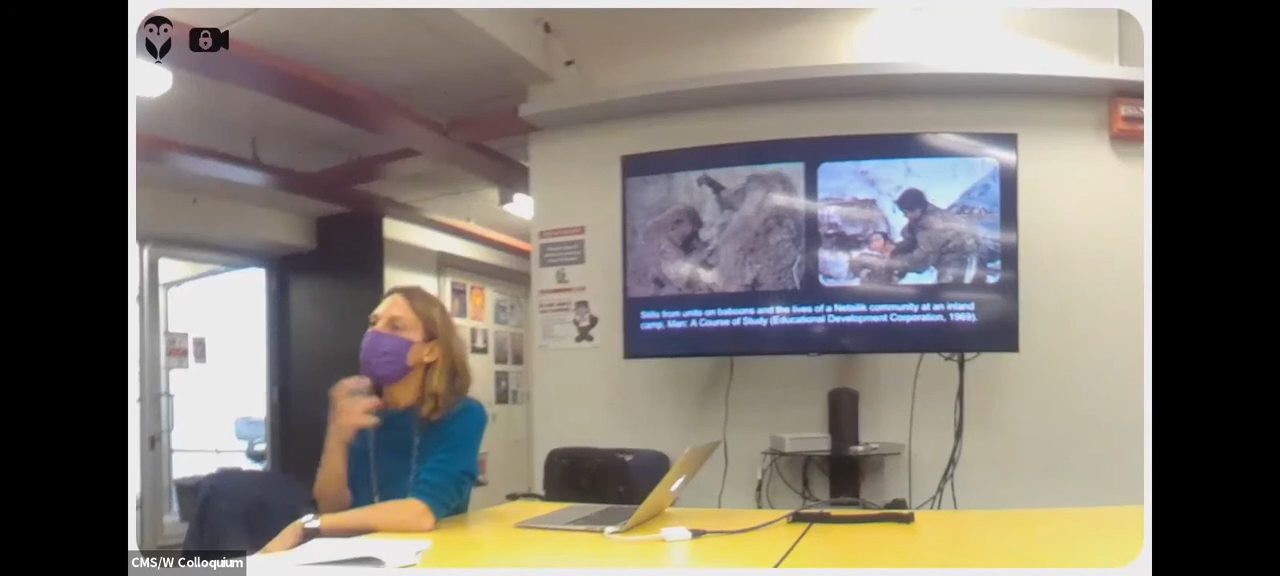 Stills from units on baboons and the lives of a Netsilik community at an inland
camp, Man: A Course of Study (Educational Development Corporation, 1969).
CMS/W Colloquium